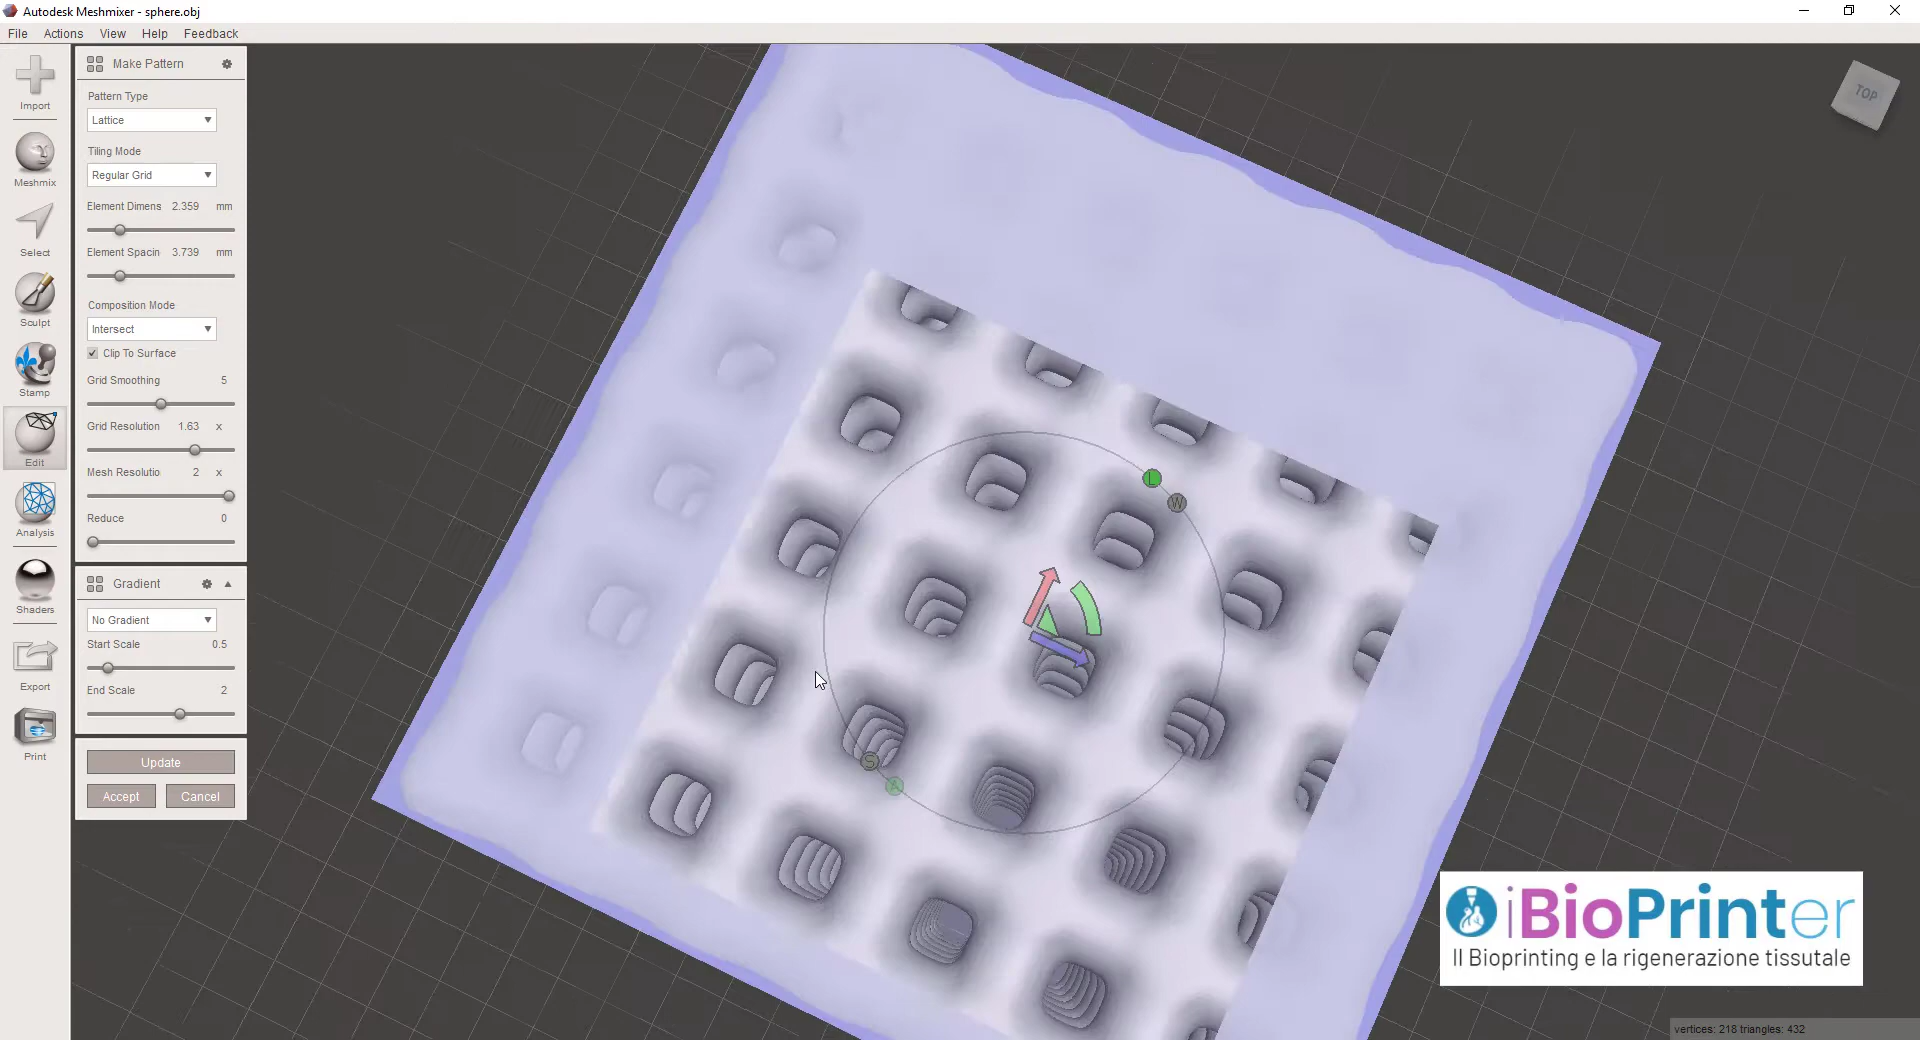 Autodesk Meshmixer - sphere.obj
File Actions View Help Feedback
Import
Meshmix
Select
Sculpt
Stamp
Edit
Analysis
Shaders
Export
Print
Make Pattern
Pattern Type
Lattice
Tiling Mode
Regular Grid
Element Dimens 2.359 mm
Element Spacin 3.739 mm
Composition Mode
Intersect
Clip To Surface
Grid Smoothing 5
Grid Resolution 1.63 x
Mesh Resolutio 2 x
Reduce 0
Gradient
No Gradient
Start Scale 0.5
End Scale 2
Update
Accept Cancel
TOP
L
W
S
A
iBioPrinter
Il Bioprinting e la rigenerazione tissutale
vertices: 218 triangles: 432